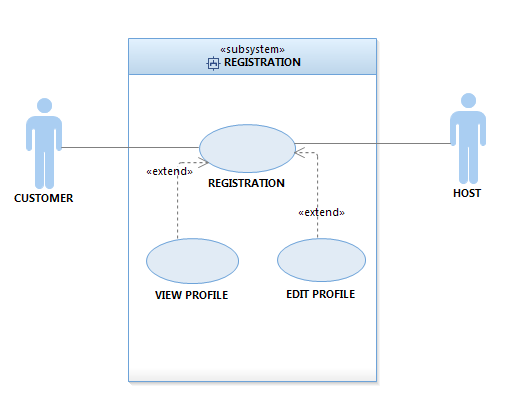 «subsystem»
REGISTRATION
CUSTOMER
HOST
REGISTRATION
«extend»
«extend»
VIEW PROFILE
EDIT PROFILE